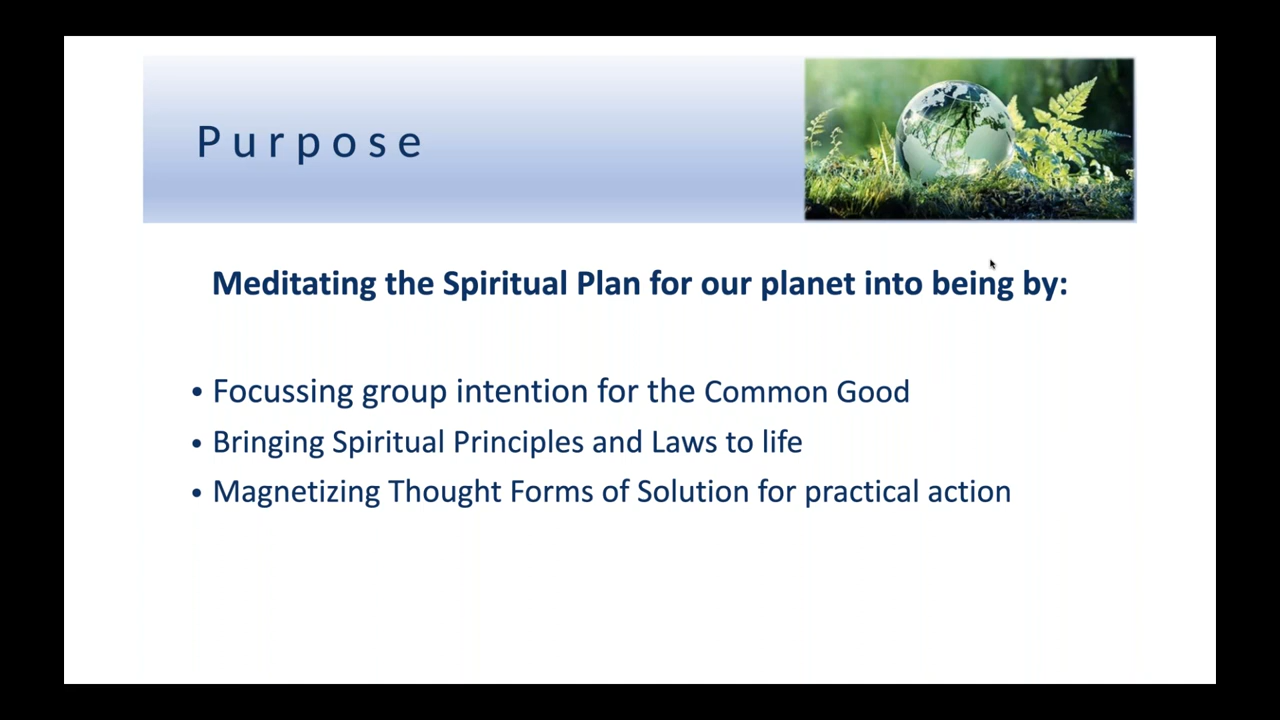 Purpose
Meditating the Spiritual Plan for our planet into being by:
• Focussing group intention for the Common Good
• Bringing Spiritual Principles and Laws to life
• Magnetizing Thought Forms of Solution for practical action